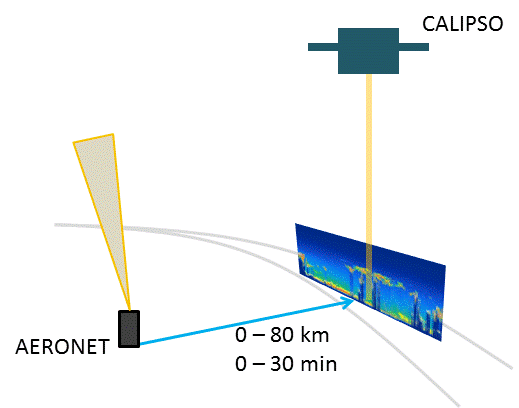 CALIPSO
AERONET
0 – 80 km
0 – 30 min